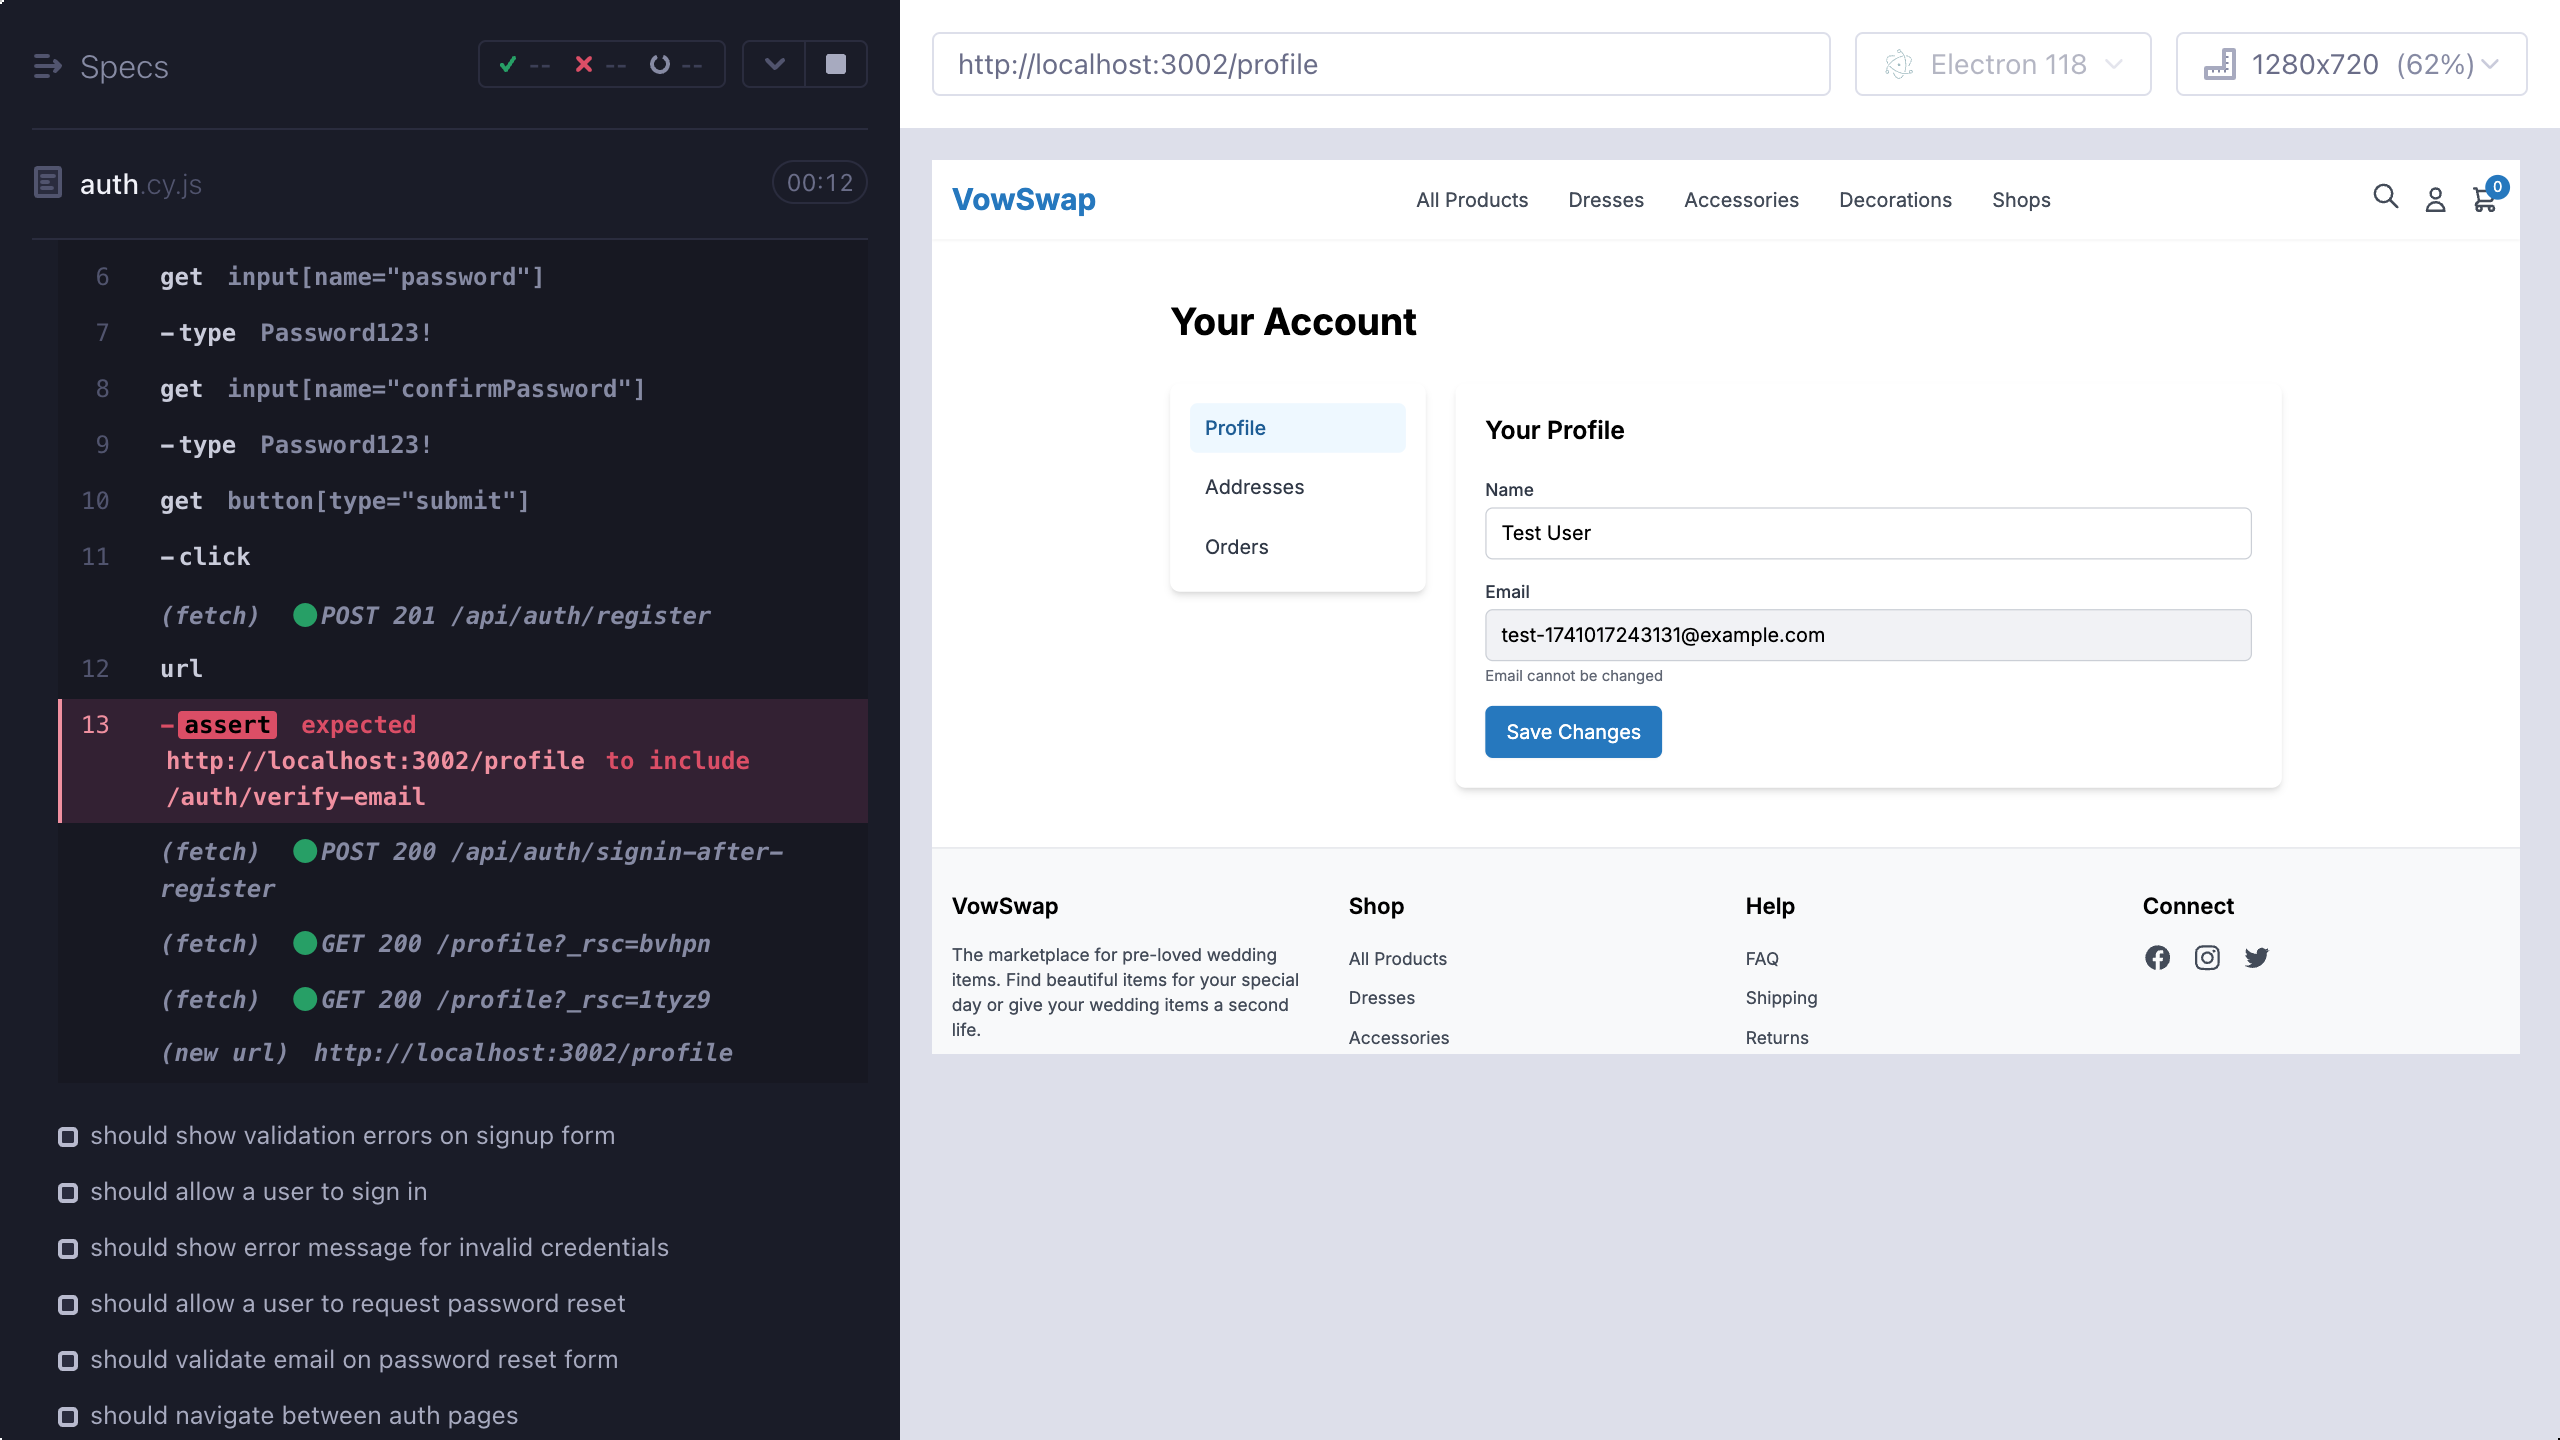 Specs
-- -- --
auth.cy.js
00:12
6 get input[name="password"]
7 -type Password123!
8 get input[name="confirmPassword"]
9 -type Password123!
10 get button[type="submit"]
11 -click
(fetch) POST 201 /api/auth/register
12 url
13 -assert expected
http://localhost:3002/profile to include
/auth/verify-email
(fetch) POST 200 /api/auth/signin-after-
register
(fetch) GET 200 /profile?_rsc=bvhpn
(fetch) GET 200 /profile?_rsc=1tyz9
(new url) http://localhost:3002/profile
should show validation errors on signup form
should allow a user to sign in
should show error message for invalid credentials
should allow a user to request password reset
should validate email on password reset form
should navigate between auth pages
http://localhost:3002/profile
Electron 118
1280x720 (62%)
VowSwap
All Products Dresses Accessories Decorations Shops
0
Your Account
Profile
Addresses
Orders
Your Profile
Name
Test User
Email
test-1741017243131@example.com
Email cannot be changed
Save Changes
VowSwap
The marketplace for pre-loved wedding
items. Find beautiful items for your special
day or give your wedding items a second
life.
Shop
All Products
Dresses
Accessories
Help
FAQ
Shipping
Returns
Connect